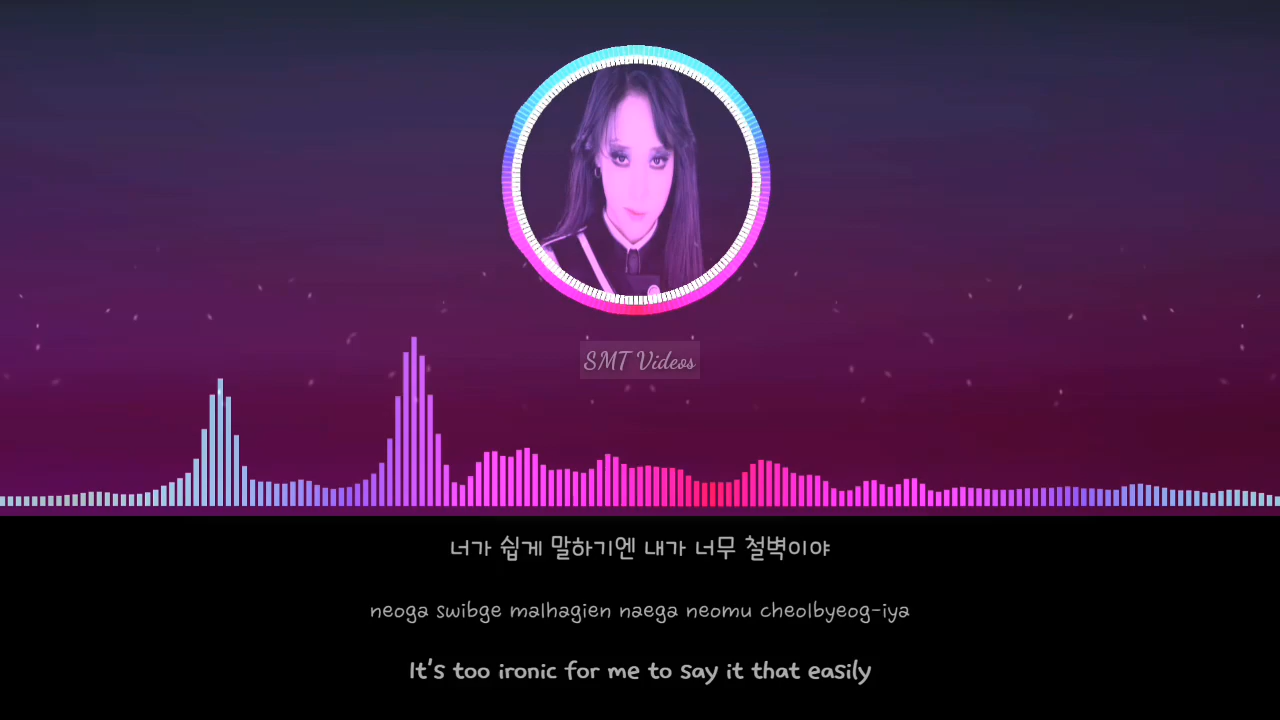 SMT Videos
너가 쉽게 말하기엔 내가 너무 철벽이야
neoga swibge malhagien naega neomu cheolbyeog-iya
It's too ironic for me to say it that easily